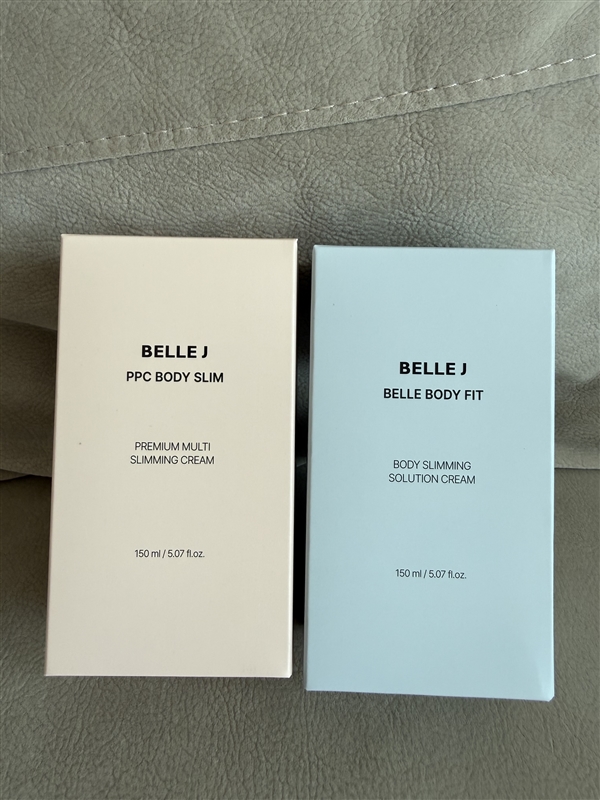 BELLE J
PPC BODY SLIM
PREMIUM MULTI
SLIMMING CREAM
150 ml / 5.07 fl.oz.
BELLE J
BELLE BODY FIT
BODY SLIMMING
SOLUTION CREAM
150 ml / 5.07 fl.oz.